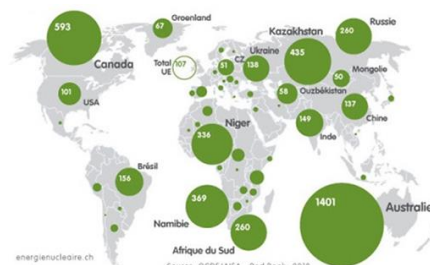 593
Canada
67
Groenland
Total
UE
107
51
CZ
Ukraine
138
Kazakhstan
435
Russie
260
101
USA
50
Mongolie
58
Ouzbékistan
137
Chine
149
Inde
Niger
336
Brésil
156
369
Namibie
260
Afrique du Sud
1401
Australie
energienucleaire.ch